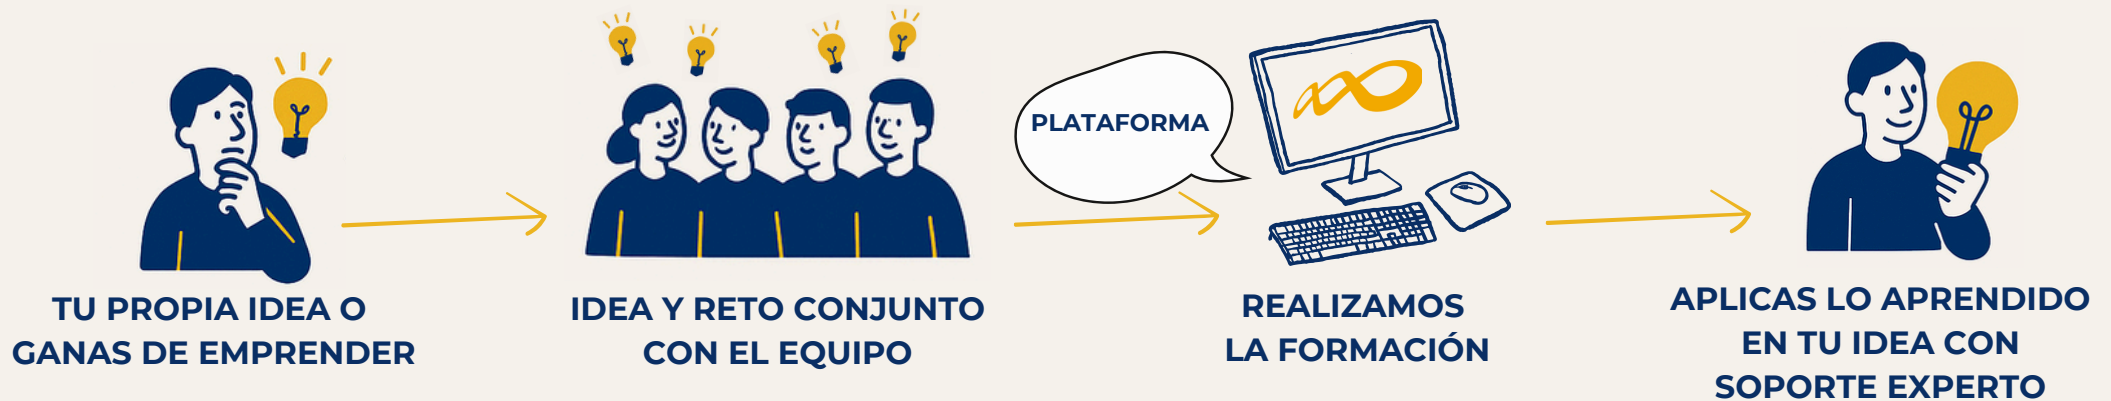 TU PROPIA IDEA O
GANAS DE EMPRENDER
IDEA Y RETO CONJUNTO
CON EL EQUIPO
PLATAFORMA
REALIZAMOS
LA FORMACIÓN
APLICAS LO APRENDIDO
EN TU IDEA CON
SOPORTE EXPERTO